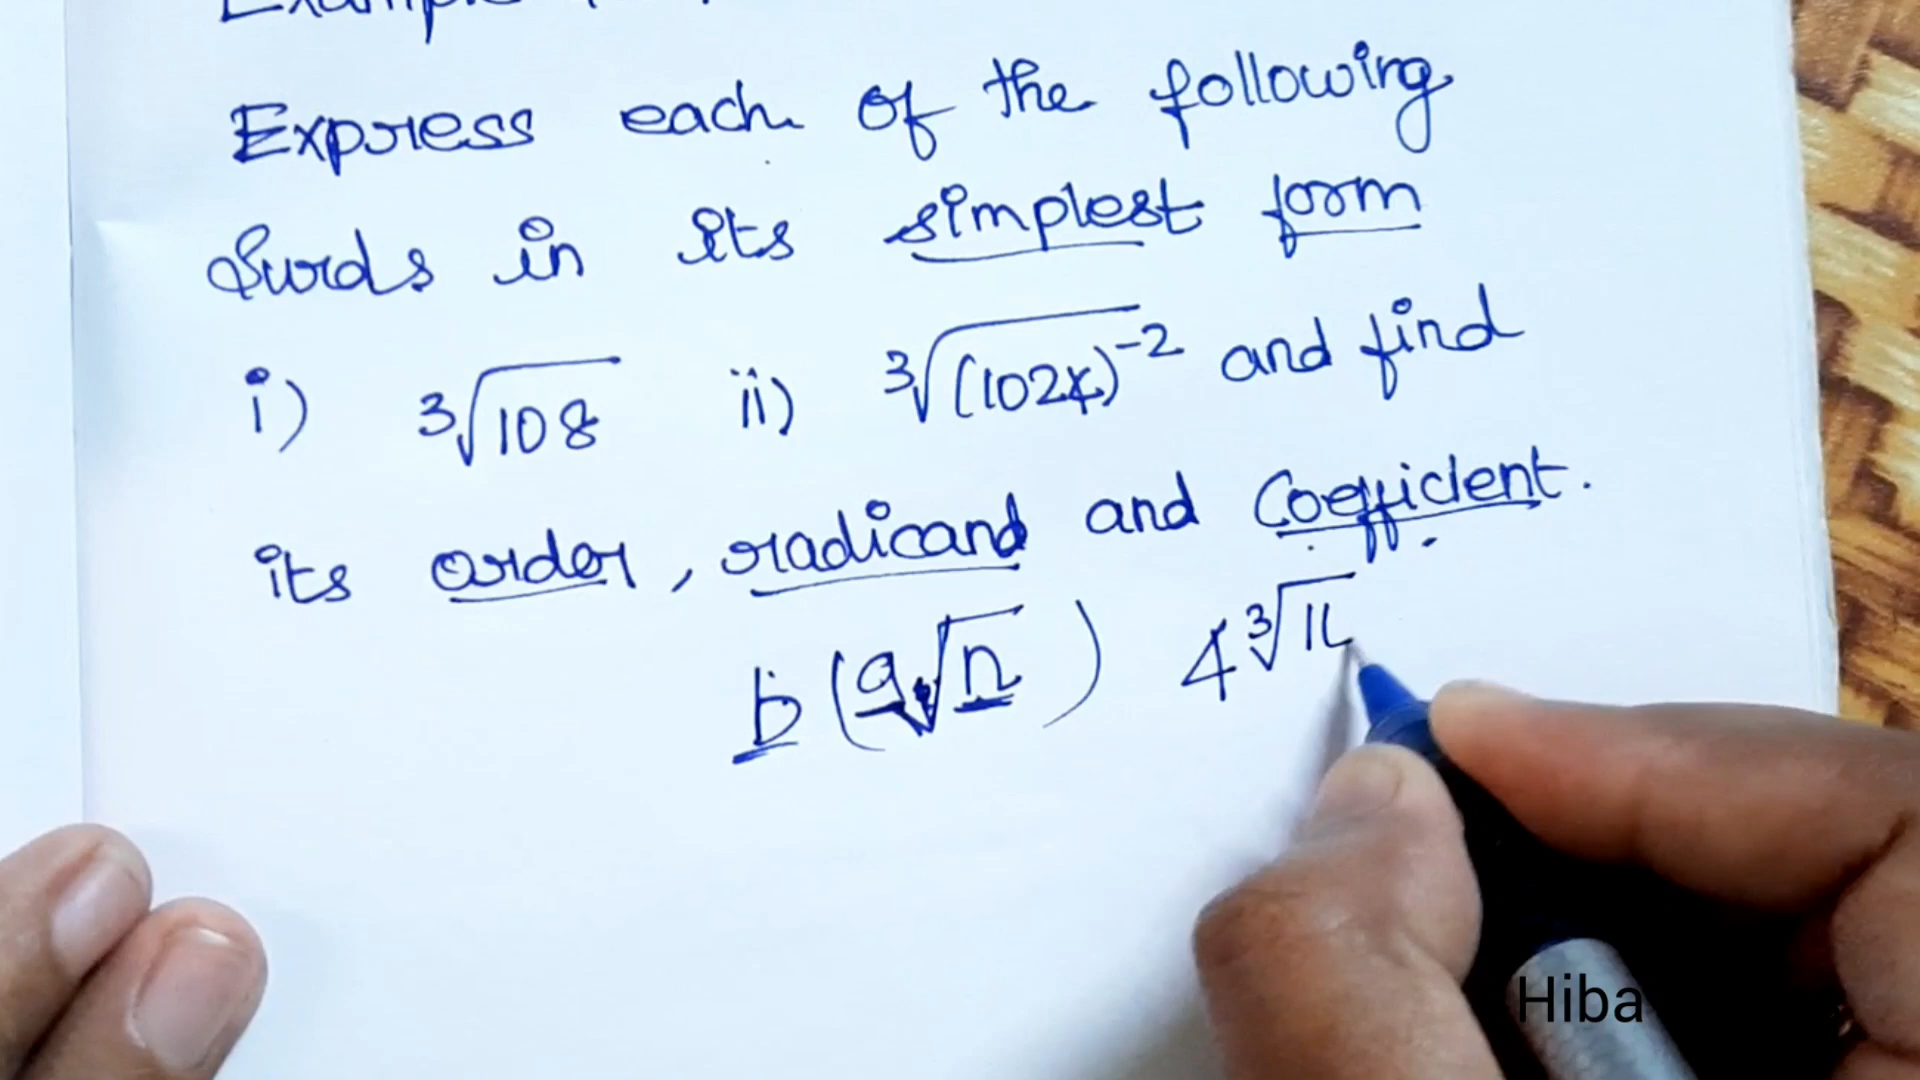 Express each of the following
Surds in its simplest form
i) ∛108 ii) ∛(1024)⁻² and find
its order, radicand and Coefficient.
b (a√n) 4 ∛1
Hiba